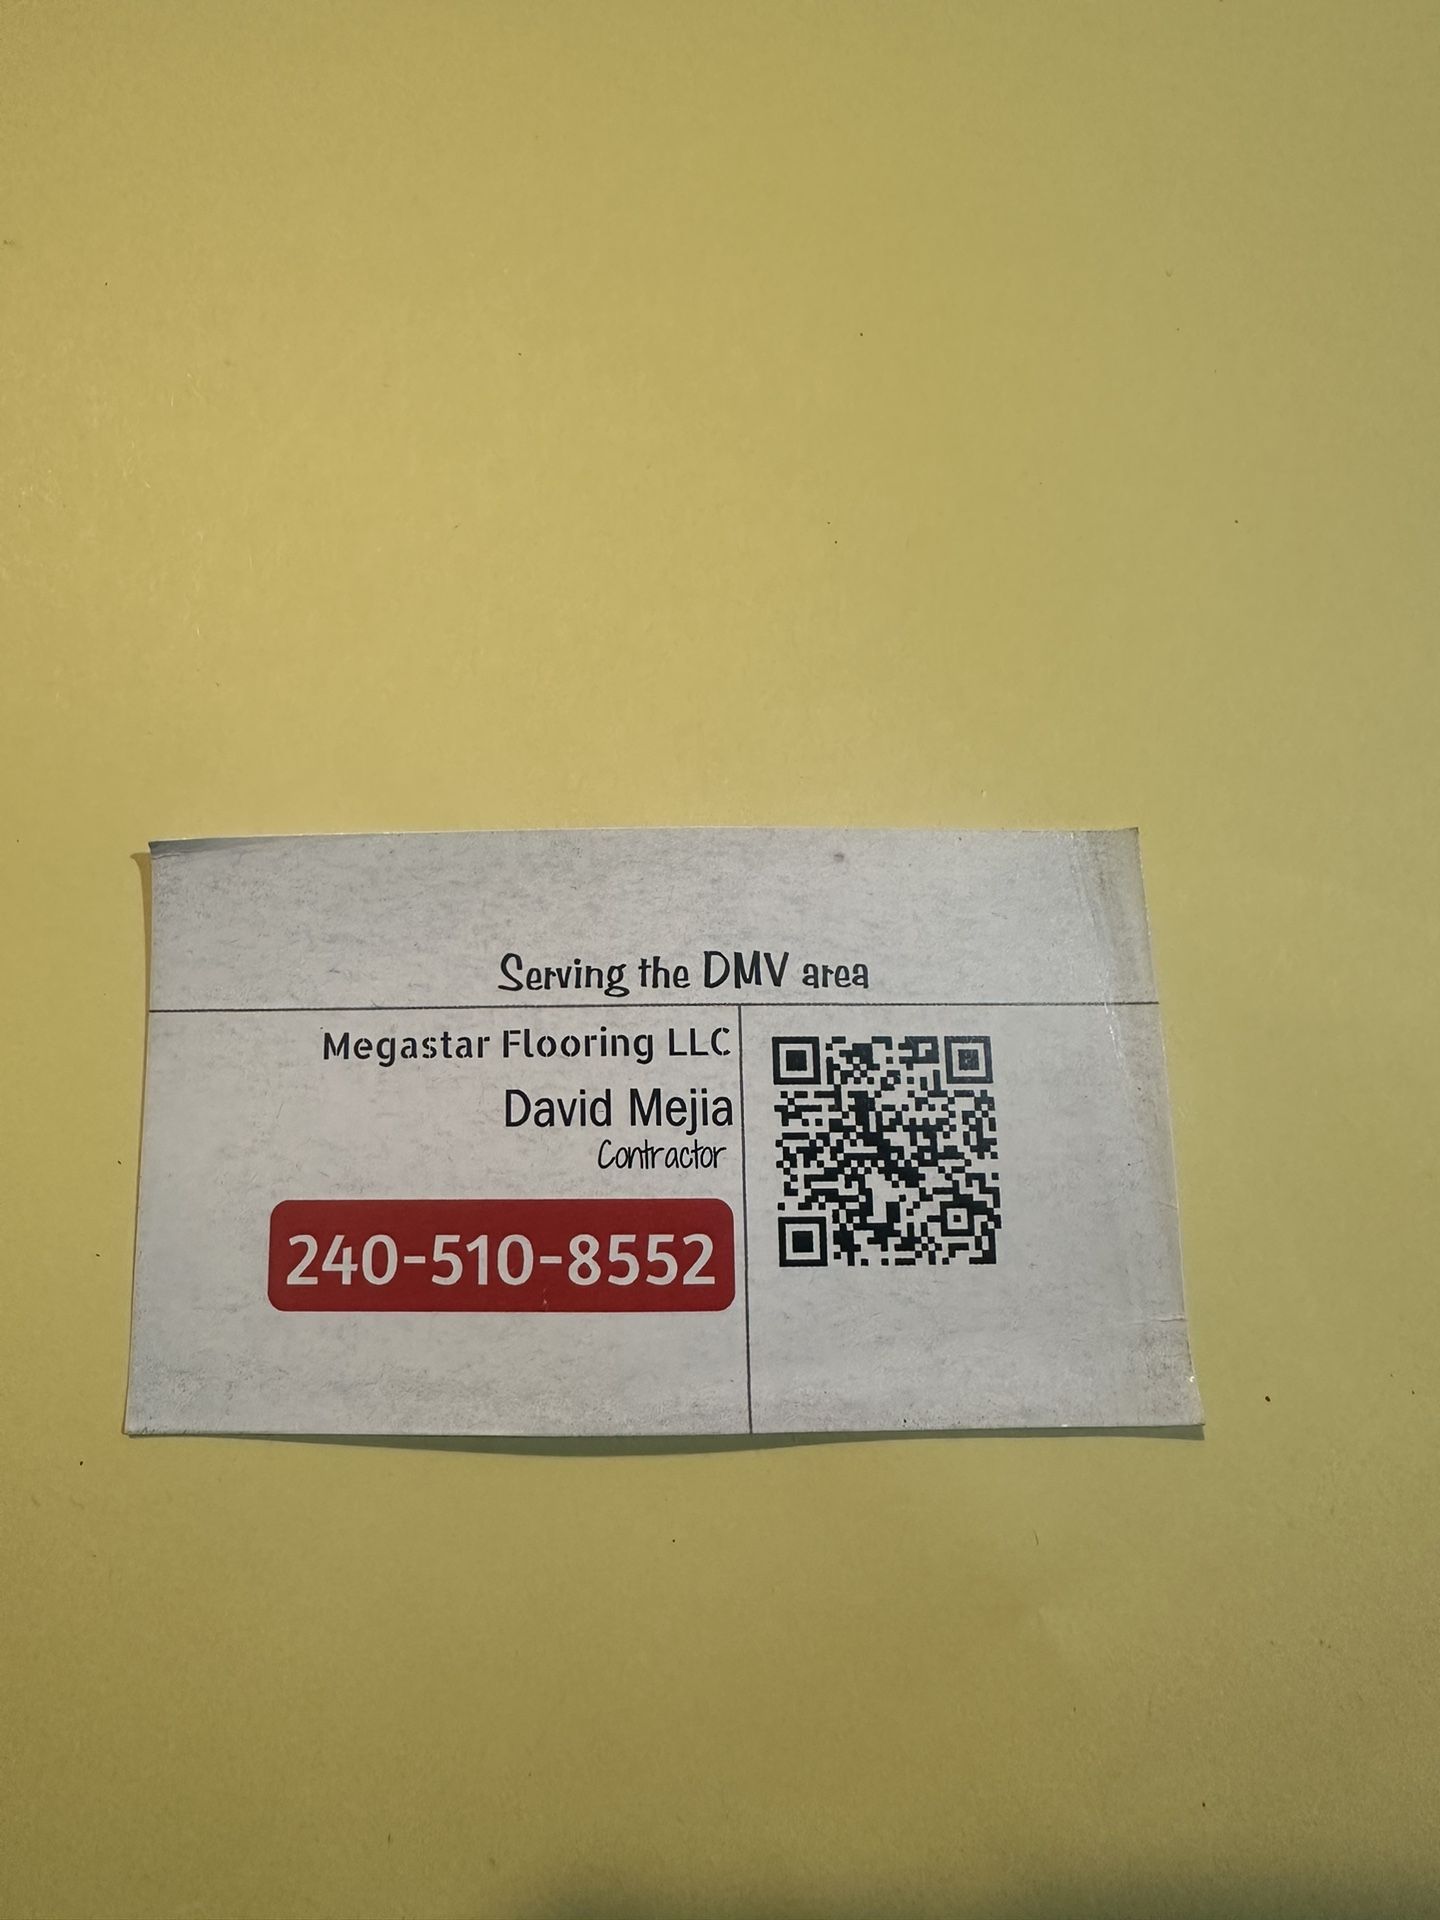 Serving the DMV area
Megastar Flooring LLC
David Mejia
Contractor
240-510-8552